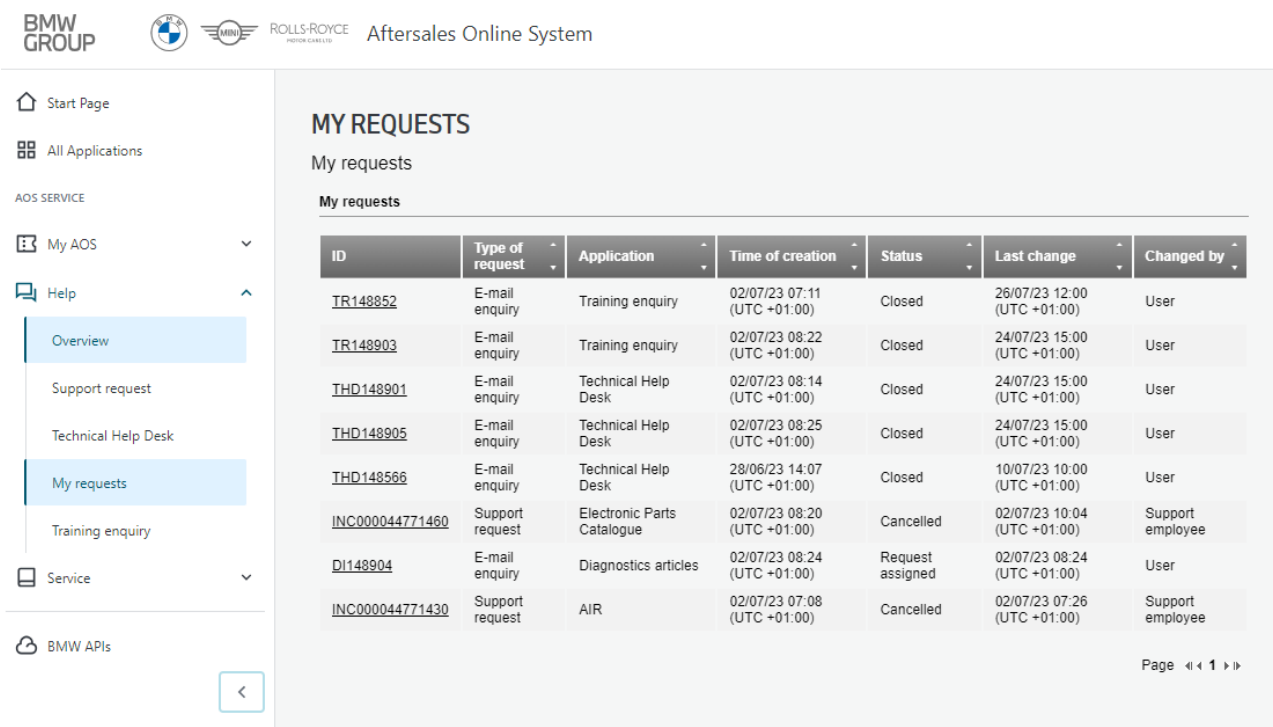 BMW
GROUP
BMW
MINI
ROLLS-ROYCE
MOTOR CARS LTD
Aftersales Online System
Start Page
All Applications
AOS SERVICE
My AOS
Help
Overview
Support request
Technical Help Desk
My requests
Training enquiry
Service
BMW APIs
MY REQUESTS
My requests
My requests
ID Type of request Application Time of creation Status Last change Changed by
TR148852 E-mail enquiry Training enquiry 02/07/23 07:11 (UTC +01:00) Closed 26/07/23 12:00 (UTC +01:00) User
TR148903 E-mail enquiry Training enquiry 02/07/23 08:22 (UTC +01:00) Closed 24/07/23 15:00 (UTC +01:00) User
THD148901 E-mail enquiry Technical Help Desk 02/07/23 08:14 (UTC +01:00) Closed 24/07/23 15:00 (UTC +01:00) User
THD148905 E-mail enquiry Technical Help Desk 02/07/23 08:25 (UTC +01:00) Closed 24/07/23 15:00 (UTC +01:00) User
THD148566 E-mail enquiry Technical Help Desk 28/06/23 14:07 (UTC +01:00) Closed 10/07/23 10:00 (UTC +01:00) User
INC000044771460 Support request Electronic Parts Catalogue 02/07/23 08:20 (UTC +01:00) Cancelled 02/07/23 10:04 (UTC +01:00) Support employee
DI148904 E-mail enquiry Diagnostics articles 02/07/23 08:24 (UTC +01:00) Request assigned 02/07/23 08:24 (UTC +01:00) User
INC000044771430 Support request AIR 02/07/23 07:08 (UTC +01:00) Cancelled 02/07/23 07:26 (UTC +01:00) Support employee
Page 1